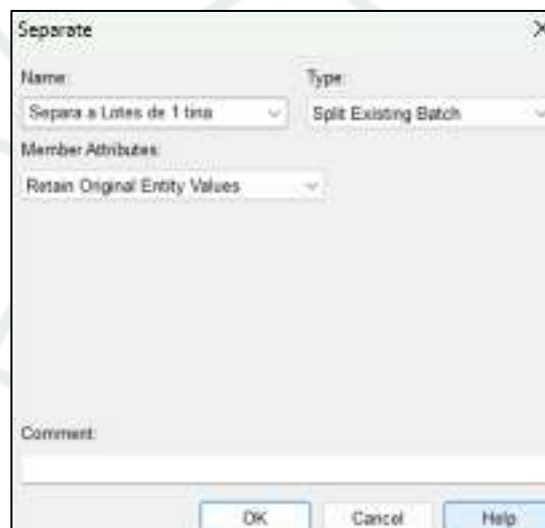 Separate
Name: Type:
Separa a Lotes de 1 tina Split Existing Batch
Member Attributes:
Retain Original Entity Values
Comment:
OK Cancel Help